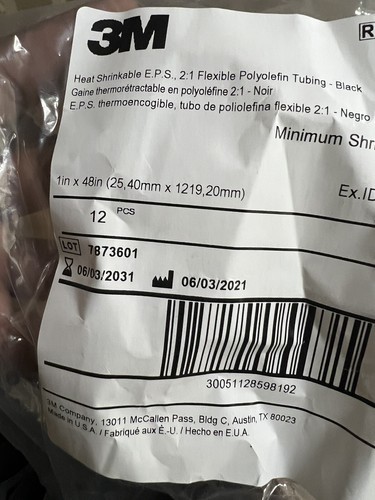 3M
R
Heat Shrinkable E.P.S., 2:1 Flexible Polyolefin Tubing - Black
Gaine thermorétractable en polyoléfine 2:1 - Noir
E.P.S. thermoencogible, tubo de poliolefina flexible 2:1 - Negro
Minimum Shri
1in x 48in (25,40mm x 1219,20mm)
Ex.ID
12 PCS
LOT 7873601
06/03/2031 06/03/2021
30051128598192
3M Company, 13011 McCallen Pass, Bldg C, Austin, TX 80023
Made in U.S.A. / Fabriqué aux É.-U. / Hecho en E.U.A.